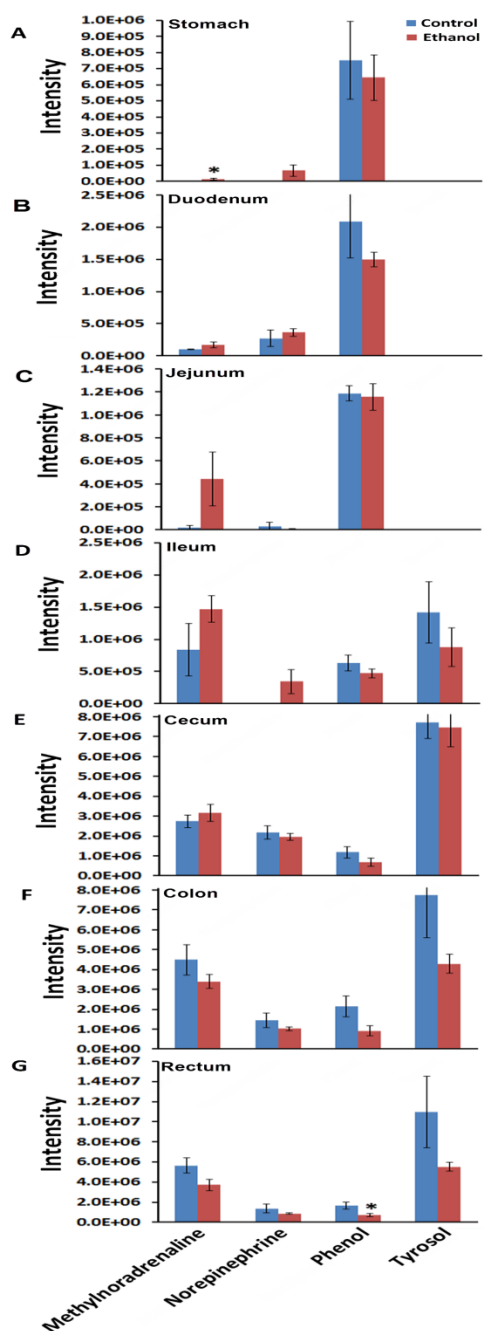 A
Stomach
Control
Ethanol
Intensity
1.0E+06
9.0E+05
8.0E+05
7.0E+05
6.0E+05
5.0E+05
4.0E+05
3.0E+05
2.0E+05
1.0E+05
0.0E+00
*
B
Duodenum
Intensity
2.5E+06
2.0E+06
1.5E+06
1.0E+06
5.0E+05
0.0E+00
C
Jejunum
Intensity
1.4E+06
1.2E+06
1.0E+06
8.0E+05
6.0E+05
4.0E+05
2.0E+05
0.0E+00
D
Ileum
Intensity
2.5E+06
2.0E+06
1.5E+06
1.0E+06
5.0E+05
0.0E+00
E
Cecum
Intensity
8.0E+06
7.0E+06
6.0E+06
5.0E+06
4.0E+06
3.0E+06
2.0E+06
1.0E+06
0.0E+00
F
Colon
Intensity
8.0E+06
7.0E+06
6.0E+06
5.0E+06
4.0E+06
3.0E+06
2.0E+06
1.0E+06
0.0E+00
G
Rectum
Intensity
1.6E+07
1.4E+07
1.2E+07
1.0E+07
8.0E+06
6.0E+06
4.0E+06
2.0E+06
0.0E+00
*
Methylnoradrenaline
Norepinephrine
Phenol
Tyrosol